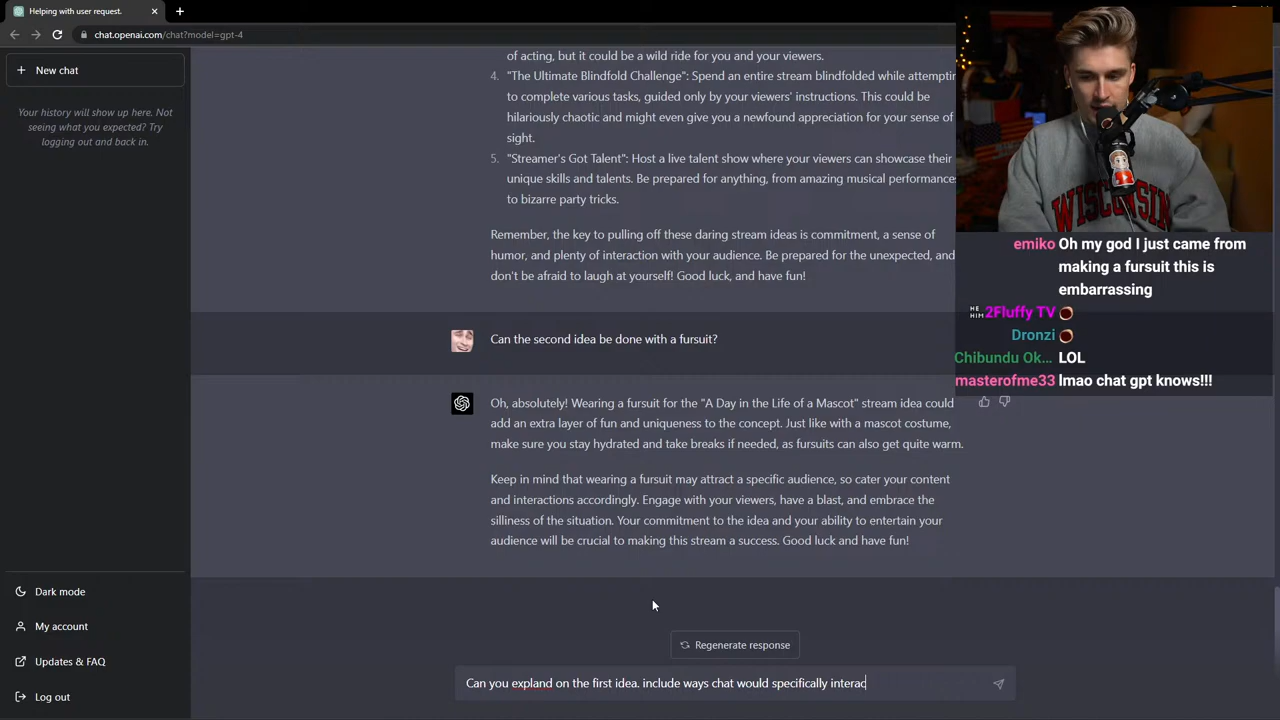 Helping with user request.
chat.openai.com/chat?model=gpt-4
New chat
Your history will show up here. Not
seeing what you expected? Try
logging out and back in.
Dark mode
My account
Updates & FAQ
Log out
of acting, but it could be a wild ride for you and your viewers.
4. "The Ultimate Blindfold Challenge": Spend an entire stream blindfolded while attemptin
to complete various tasks, guided only by your viewers' instructions. This could be
hilariously chaotic and might even give you a newfound appreciation for your sense of
sight.
5. "Streamer's Got Talent": Host a live talent show where your viewers can showcase their
unique skills and talents. Be prepared for anything, from amazing musical performances
to bizarre party tricks.
Remember, the key to pulling off these daring stream ideas is commitment, a sense of
humor, and plenty of interaction with your audience. Be prepared for the unexpected, and
don't be afraid to laugh at yourself! Good luck, and have fun!
Can the second idea be done with a fursuit?
Oh, absolutely! Wearing a fursuit for the "A Day in the Life of a Mascot" stream idea could
add an extra layer of fun and uniqueness to the concept. Just like with a mascot costume,
make sure you stay hydrated and take breaks if needed, as fursuits can also get quite warm.
Keep in mind that wearing a fursuit may attract a specific audience, so cater your content
and interactions accordingly. Engage with your viewers, have a blast, and embrace the
silliness of the situation. Your commitment to the idea and your ability to entertain your
audience will be crucial to making this stream a success. Good luck and have fun!
Regenerate response
Can you expland on the first idea. include ways chat would specifically interac
WISCONSIN
emiko Oh my god I just came from
making a fursuit this is
embarrassing
HE HIM 2Fluffy TV
Dronzi
Chibundu Ok... LOL
masterofme33 lmao chat gpt knows!!!